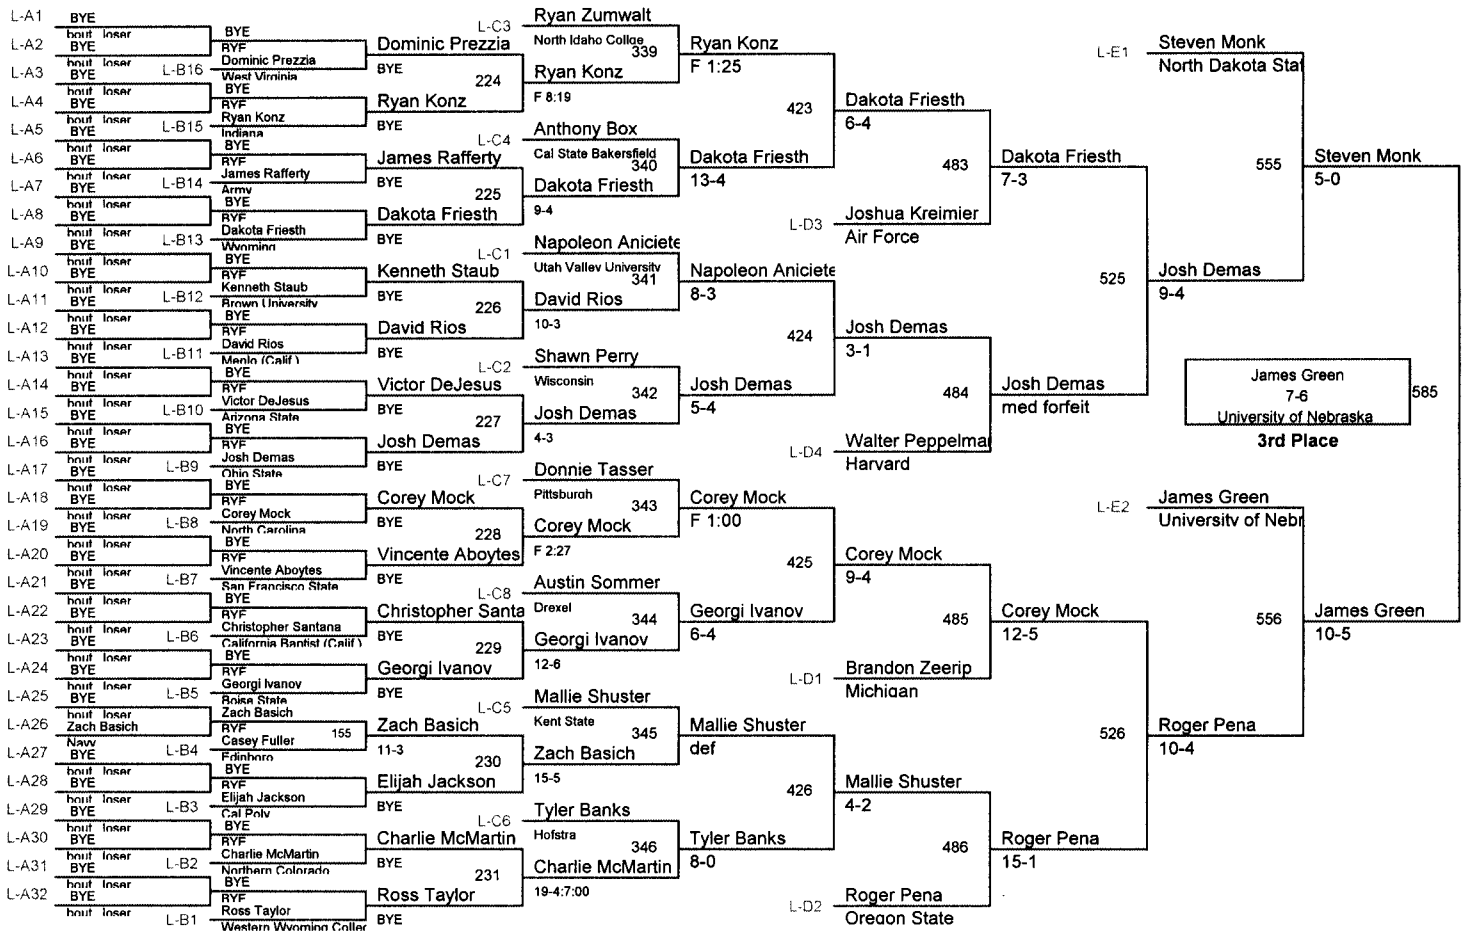 L-A1
BYE
bout loser
L-A2
BYE
bout loser
L-A3
BYE
bout loser
L-A4
BYE
bout loser
L-A5
BYE
bout loser
L-A6
BYE
bout loser
L-A7
BYE
bout loser
L-A8
BYE
bout loser
L-A9
BYE
bout loser
L-A10
BYE
bout loser
L-A11
BYE
bout loser
L-A12
BYE
bout loser
L-A13
BYE
bout loser
L-A14
BYE
bout loser
L-A15
BYE
bout loser
L-A16
BYE
bout loser
L-A17
BYE
bout loser
L-A18
BYE
bout loser
L-A19
BYE
bout loser
L-A20
BYE
bout loser
L-A21
BYE
bout loser
L-A22
BYE
bout loser
L-A23
BYE
bout loser
L-A24
BYE
bout loser
L-A25
BYE
bout loser
L-A26
Zach Basich
Navy
L-A27
BYE
bout loser
L-A28
BYE
bout loser
L-A29
BYE
bout loser
L-A30
BYE
bout loser
L-A31
BYE
bout loser
L-A32
BYE
bout loser
BYE
BYE
L-B16
Dominic Prezzia
West Virginia
BYE
BYE
L-B15
Ryan Konz
Indiana
BYE
BYE
L-B14
James Rafferty
Army
BYE
BYE
L-B13
Dakota Friesth
Wyoming
BYE
BYE
L-B12
Kenneth Staub
Brown University
BYE
BYE
L-B11
David Rios
Menlo (Calif.)
BYE
BYE
L-B10
Victor DeJesus
Arizona State
BYE
BYE
L-B9
Josh Demas
Ohio State
BYE
BYE
L-B8
Corey Mock
North Carolina
BYE
BYE
L-B7
Vincente Aboytes
San Francisco State
BYE
BYE
L-B6
Christopher Santana
California Baptist (Calif.)
BYE
BYE
L-B5
Georgi Ivanov
Boise State
Zach Basich
BYE
155
L-B4
Casey Fuller
Edinboro
BYE
BYE
L-B3
Elijah Jackson
Cal Poly
BYE
BYE
L-B2
Charlie McMartin
Northern Colorado
BYE
BYE
L-B1
Ross Taylor
Western Wyoming Colleg
Dominic Prezzia
BYE
224
Ryan Konz
BYE
James Rafferty
BYE
225
Dakota Friesth
BYE
Kenneth Staub
BYE
226
David Rios
BYE
Victor DeJesus
BYE
227
Josh Demas
BYE
Corey Mock
BYE
228
Vincente Aboytes
BYE
Christopher Santa
BYE
229
Georgi Ivanov
BYE
Zach Basich
11-3
230
Elijah Jackson
BYE
Charlie McMartin
BYE
231
Ross Taylor
BYE
L-C3
Ryan Zumwalt
North Idaho College
339
Ryan Konz
F 8:19
L-C4
Anthony Box
Cal State Bakersfield
340
Dakota Friesth
9-4
L-C1
Napoleon Aniciete
Utah Valley University
341
David Rios
10-3
L-C2
Shawn Perry
Wisconsin
342
Josh Demas
4-3
L-C7
Donnie Tasser
Pittsburgh
343
Corey Mock
F 2:27
L-C8
Austin Sommer
Drexel
344
Georgi Ivanov
12-6
L-C5
Mallie Shuster
Kent State
345
Zach Basich
15-5
L-C6
Tyler Banks
Hofstra
346
Charlie McMartin
19-4:7:00
Ryan Konz
F 1:25
423
Dakota Friesth
13-4
Napoleon Aniciete
8-3
424
Josh Demas
5-4
Corey Mock
F 1:00
425
Georgi Ivanov
6-4
Mallie Shuster
def
426
Tyler Banks
8-0
Dakota Friesth
6-4
483
L-D3
Joshua Kreimier
Air Force
Josh Demas
3-1
484
L-D4
Walter Peppelmar
Harvard
Corey Mock
9-4
485
L-D1
Brandon Zeerip
Michigan
Mallie Shuster
4-2
486
L-D2
Roger Pena
Oregon State
Dakota Friesth
7-3
525
Josh Demas
med forfeit
Corey Mock
12-5
526
Roger Pena
15-1
L-E1
Steven Monk
North Dakota Stat
555
Josh Demas
9-4
L-E2
James Green
University of Nebr
556
Roger Pena
10-4
Steven Monk
5-0
James Green
10-5
James Green
7-6
University of Nebraska
585
3rd Place